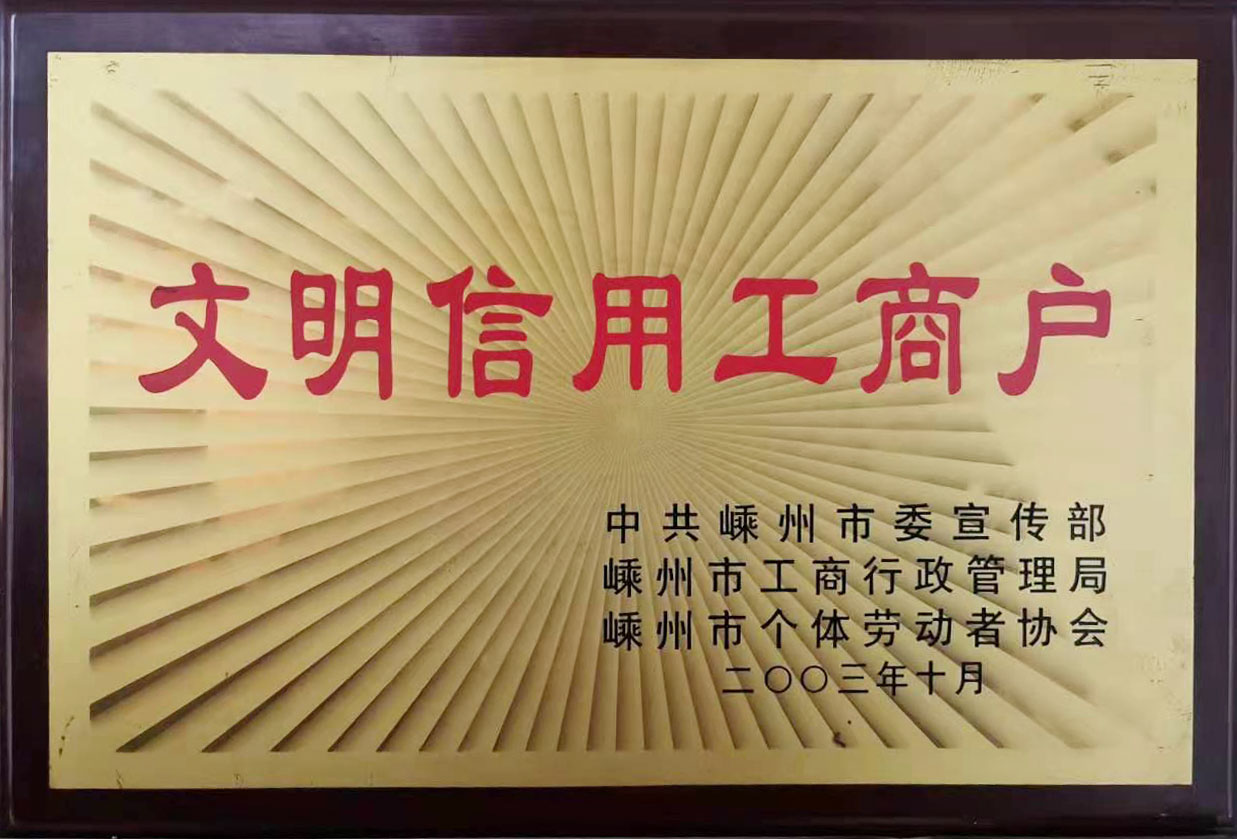 文明信用工商户
中共嵊州市委宣传部
嵊州市工商行政管理局
嵊州市个体劳动者协会
二〇〇三年十月